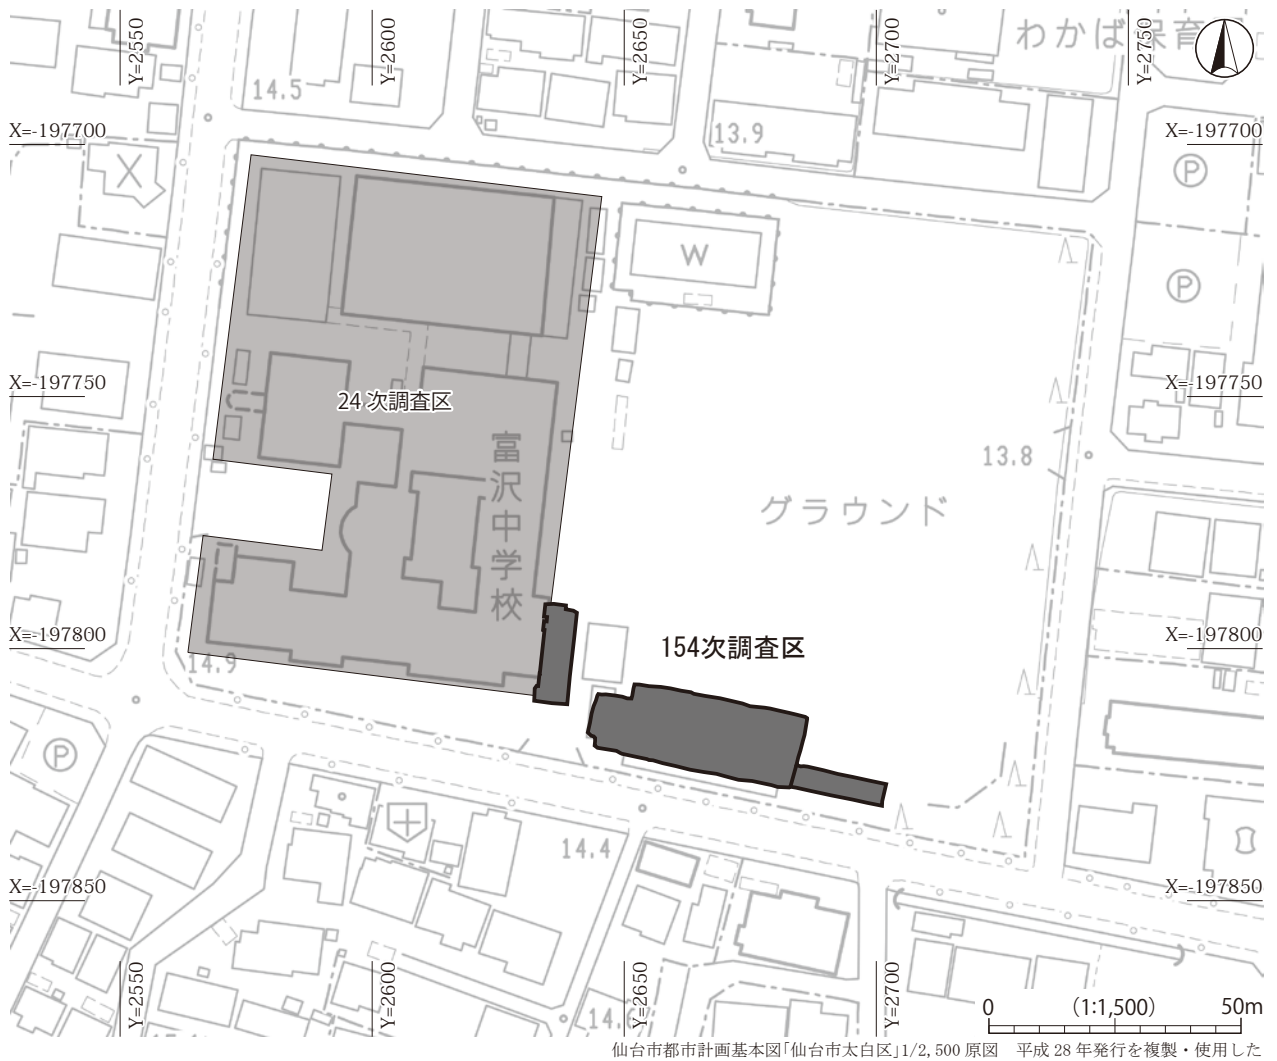 Y=2550
Y=2600
Y=2650
Y=2700
Y=2750
わかば保育
14.5
13.9
X=-197700
X=-197700
P
W
P
X=-197750
X=-197750
24 次調査区
富沢中学校
13.8
グラウンド
X=-197800
X=-197800
154次調査区
14.9
P
14.4
X=-197850
X=-197850
Y=2550
Y=2600
Y=2650
Y=2700
14.
0 (1:1,500) 50m
仙台市都市計画基本図「仙台市太白区」1/2,500 原図 平成 28 年発行を複製・使用した